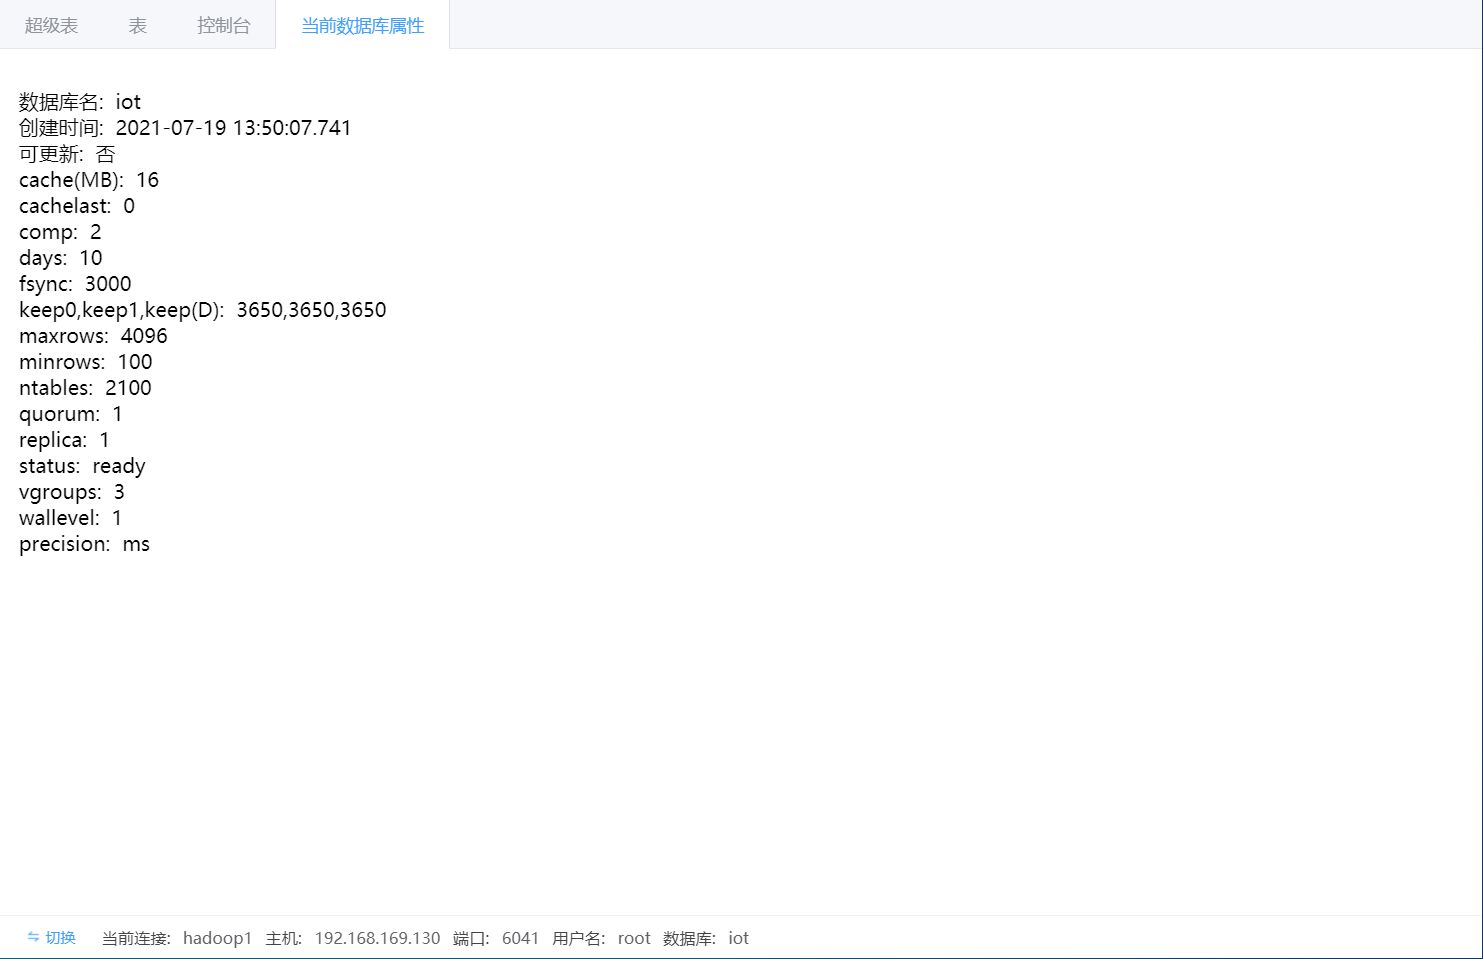 超级表 表 控制台 当前数据库属性
数据库名: iot
创建时间: 2021-07-19 13:50:07.741
可更新: 否
cache(MB): 16
cachelast: 0
comp: 2
days: 10
fsync: 3000
keep0,keep1,keep(D): 3650,3650,3650
maxrows: 4096
minrows: 100
ntables: 2100
quorum: 1
replica: 1
status: ready
vgroups: 3
wallevel: 1
precision: ms
切换 当前连接: hadoop1 主机: 192.168.169.130 端口: 6041 用户名: root 数据库: iot